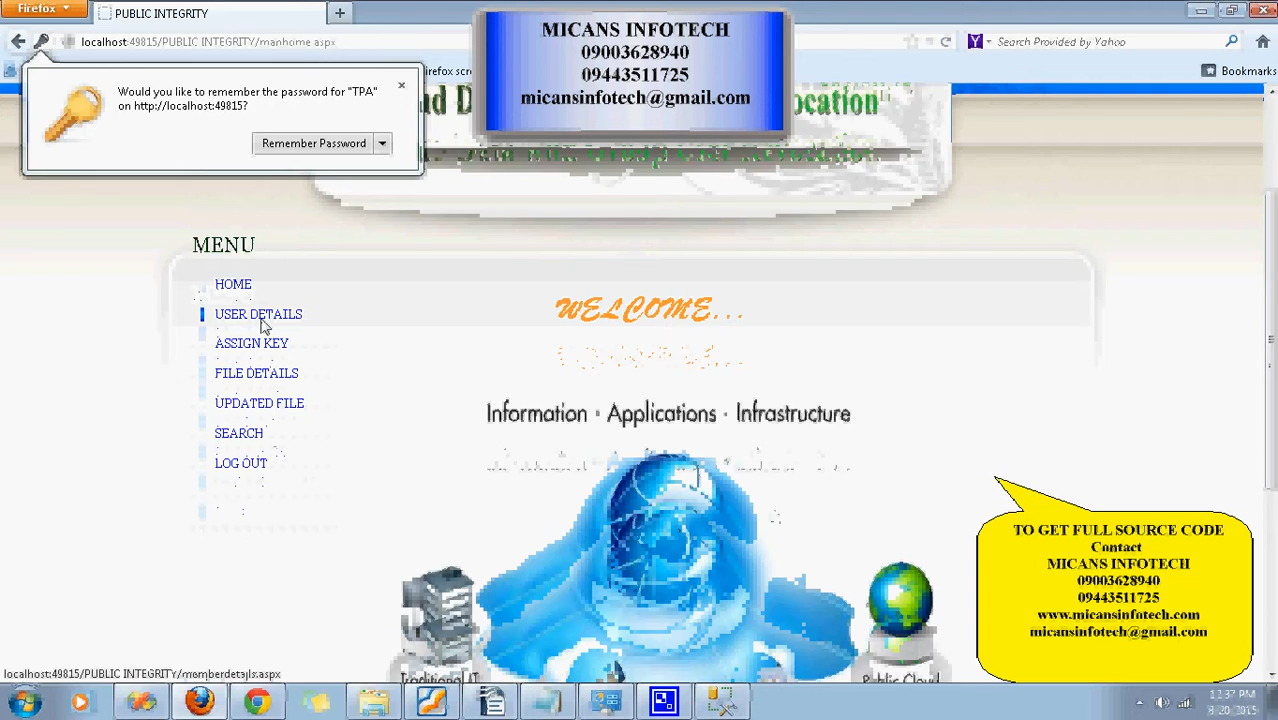 Firefox
PUBLIC INTEGRITY
localhost:49815/PUBLIC INTEGRITY/manhome.aspx
Search Provided by Yahoo
Bookmarks
MICANS INFOTECH
09003628940
09443511725
micansinfotech@gmail.com
Would you like to remember the password for "TPA"
on http://localhost:49815?
Remember Password
MENU
HOME
USER DETAILS
ASSIGN KEY
FILE DETAILS
UPDATED FILE
SEARCH
LOG OUT
WELCOME...
Information · Applications · Infrastructure
Traditional IT
Public Cloud
TO GET FULL SOURCE CODE
Contact
MICANS INFOTECH
09003628940
09443511725
www.micansinfotech.com
micansinfotech@gmail.com
localhost:49815/PUBLIC INTEGRITY/memberdetails.aspx
8-20-2015